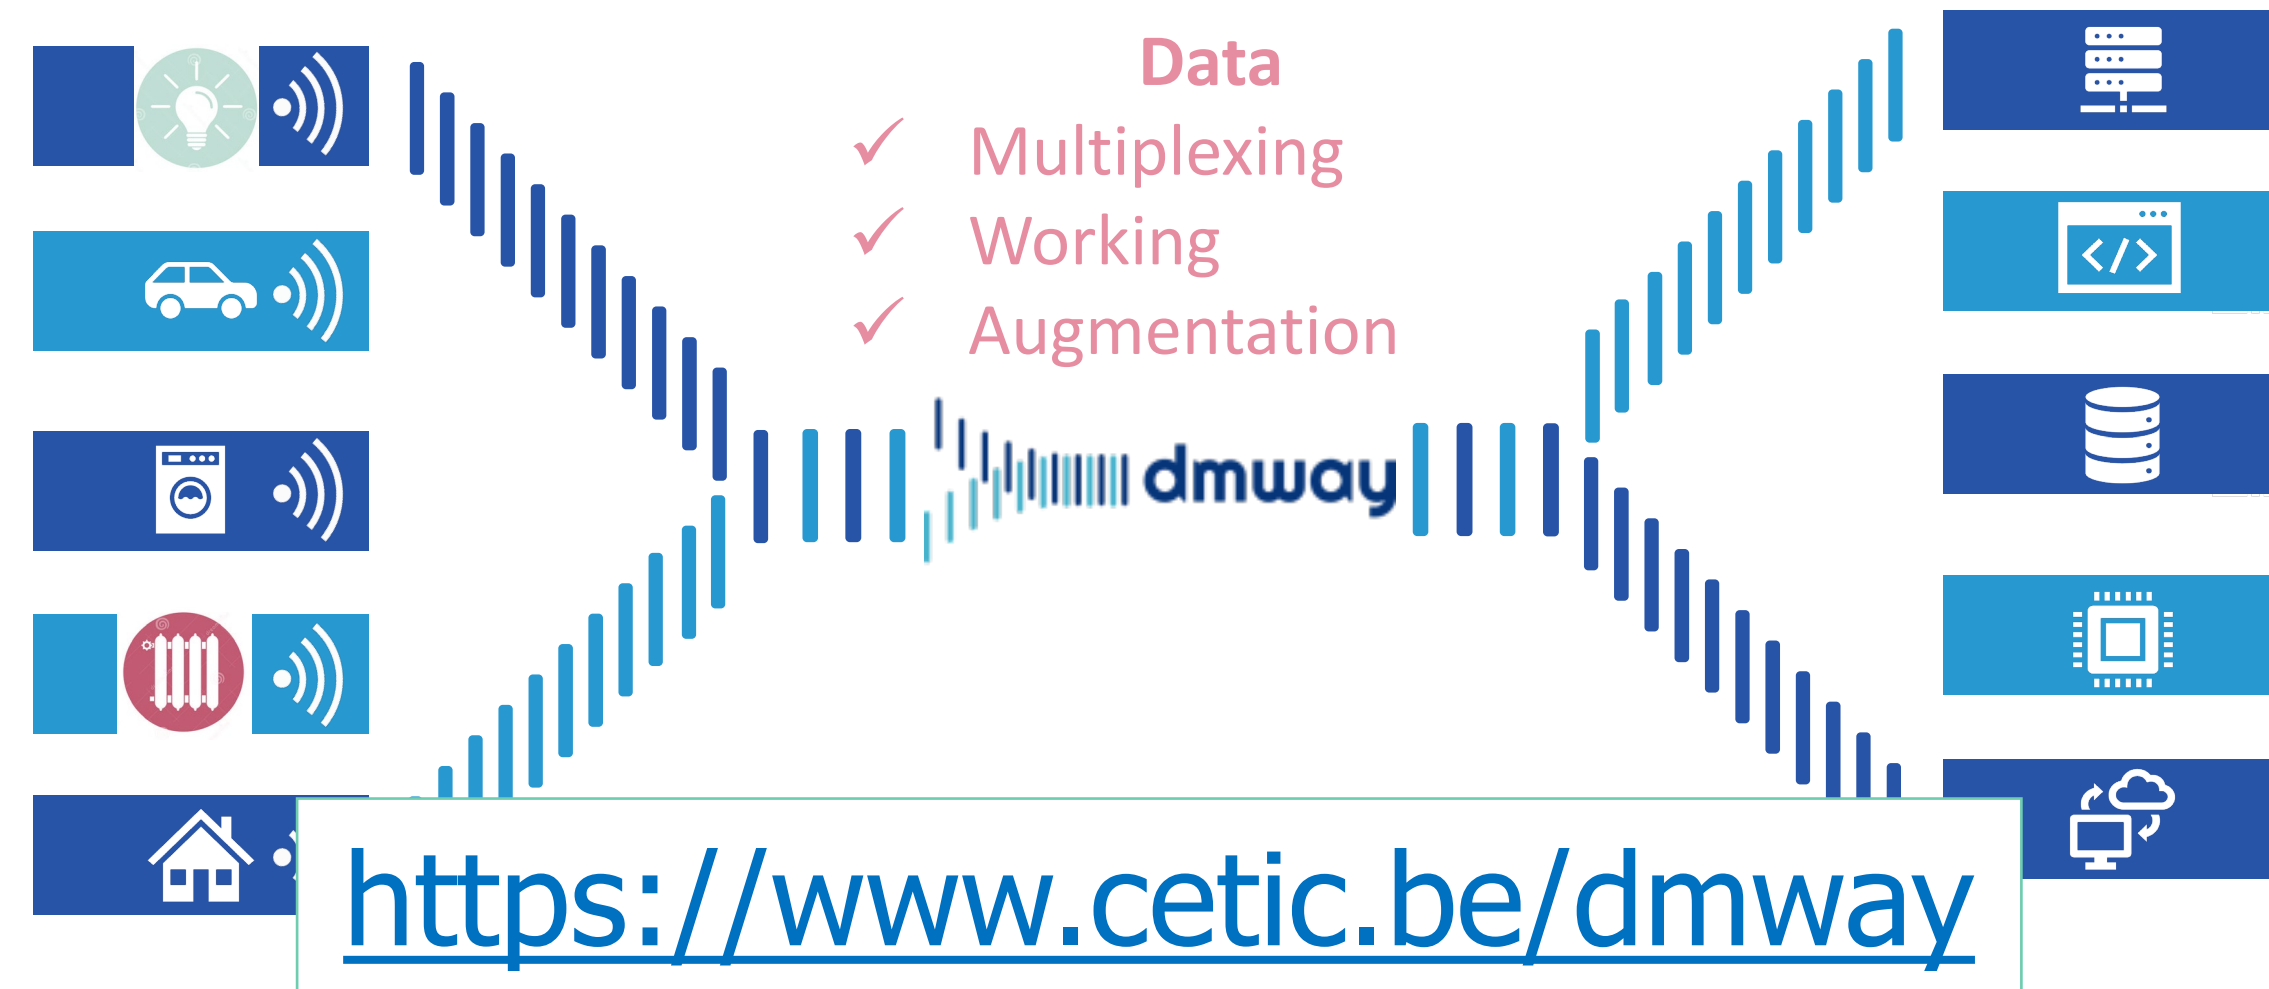 Data
✓ Multiplexing
✓ Working
✓ Augmentation
dmway
</>
https://www.cetic.be/dmway